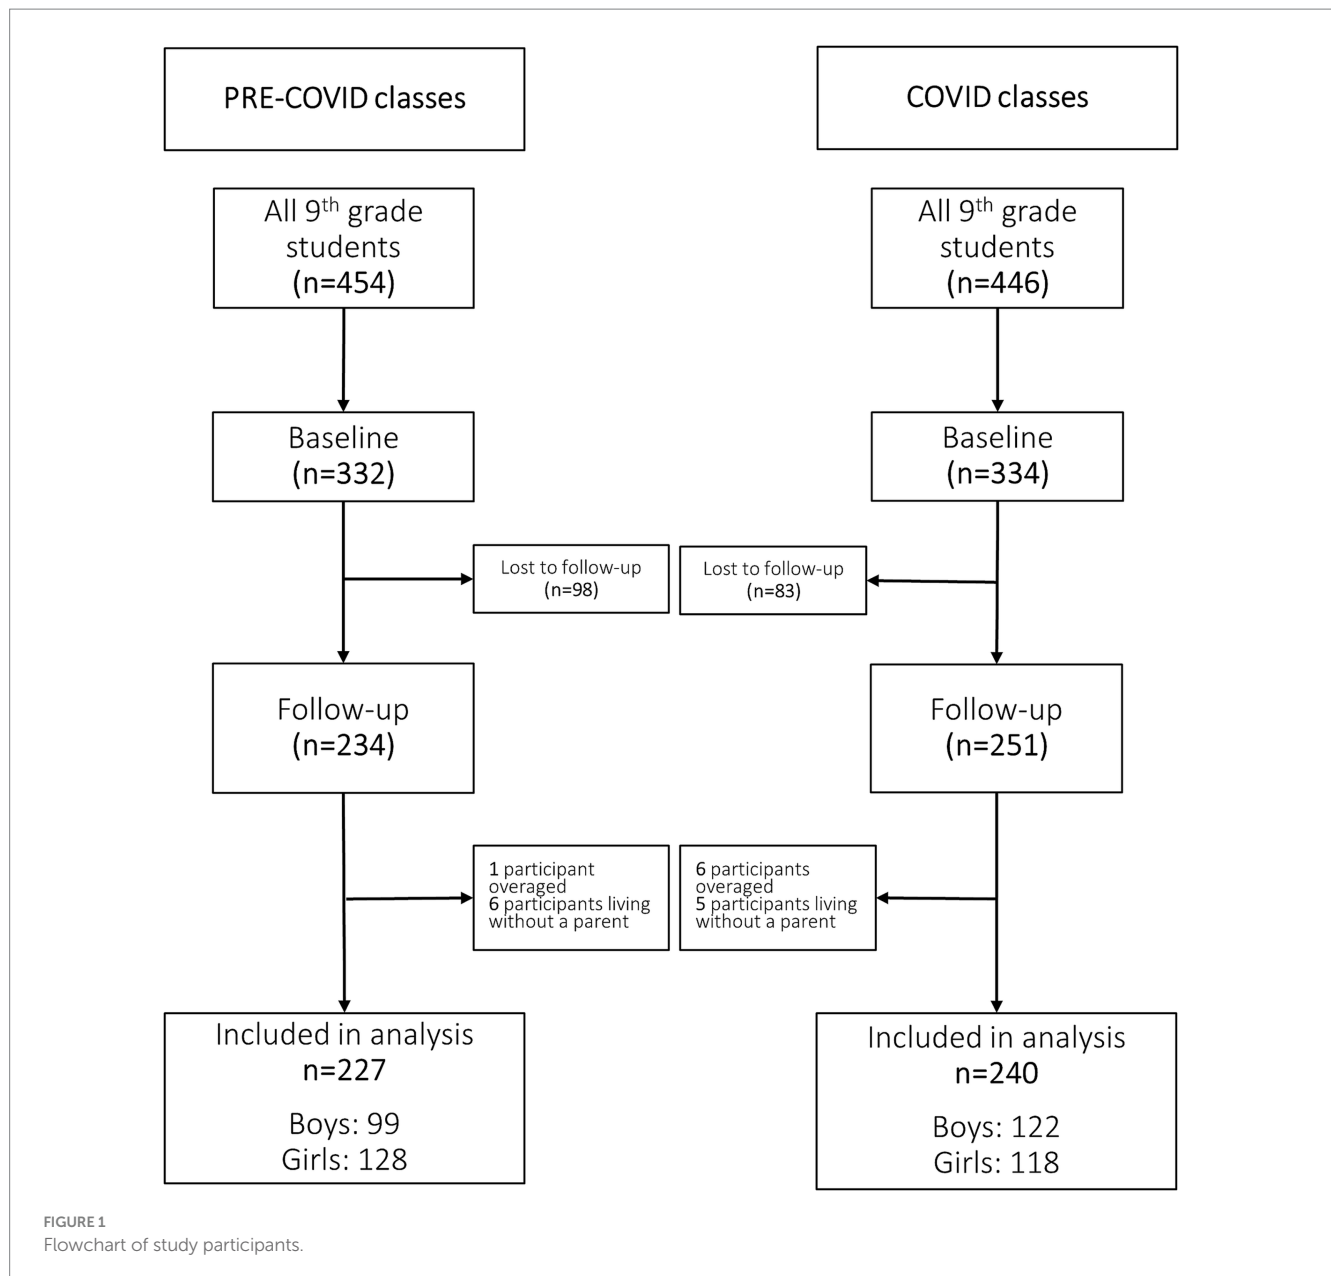 PRE-COVID classes
COVID classes
All 9th grade
students
(n=454)
All 9th grade
students
(n=446)
Baseline
(n=332)
Baseline
(n=334)
Lost to follow-up
(n=98)
Lost to follow-up
(n=83)
Follow-up
(n=234)
Follow-up
(n=251)
1 participant
overaged
6 participants living
without a parent
6 participants
overaged
5 participants living
without a parent
Included in analysis
n=227
Boys: 99
Girls: 128
Included in analysis
n=240
Boys: 122
Girls: 118
FIGURE 1
Flowchart of study participants.